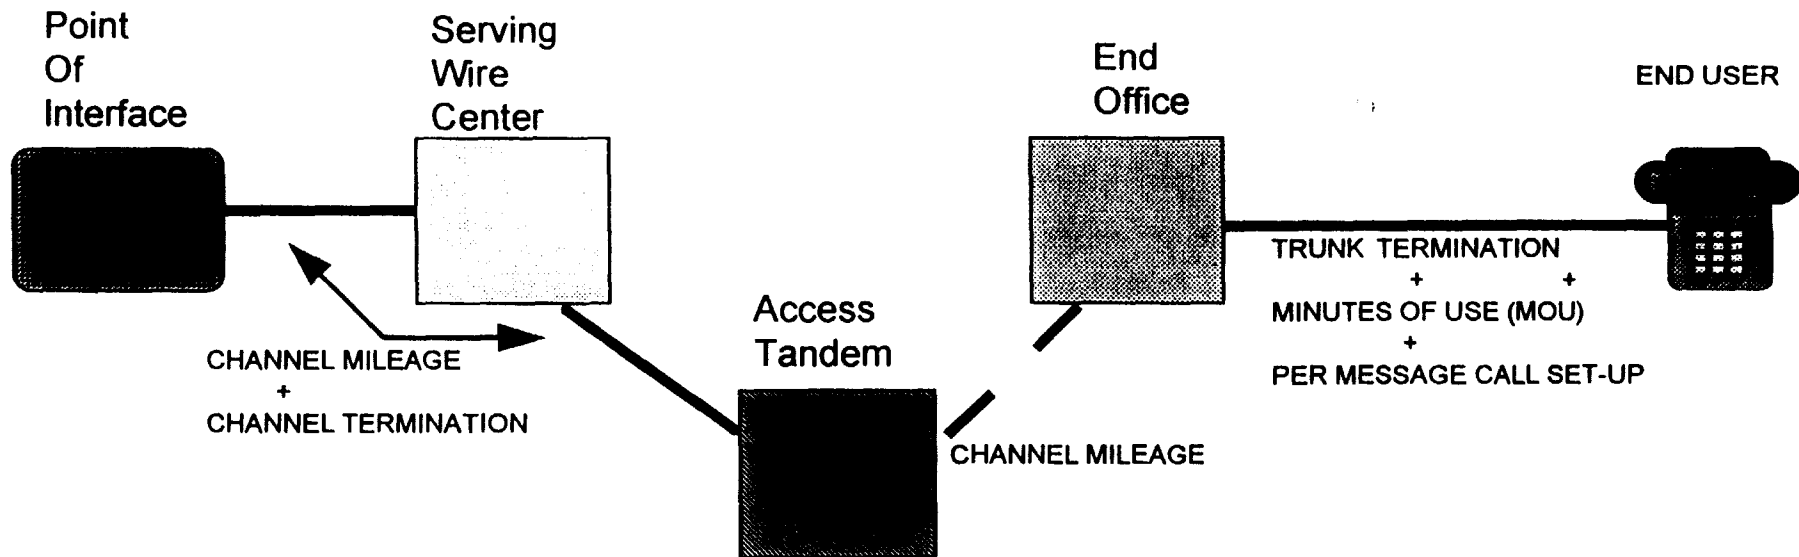 Point
Of
Interface
Serving
Wire
Center
End
Office
END USER
Access
Tandem
CHANNEL MILEAGE
+
CHANNEL TERMINATION
CHANNEL MILEAGE
TRUNK TERMINATION
+ +
MINUTES OF USE (MOU)
+
PER MESSAGE CALL SET-UP